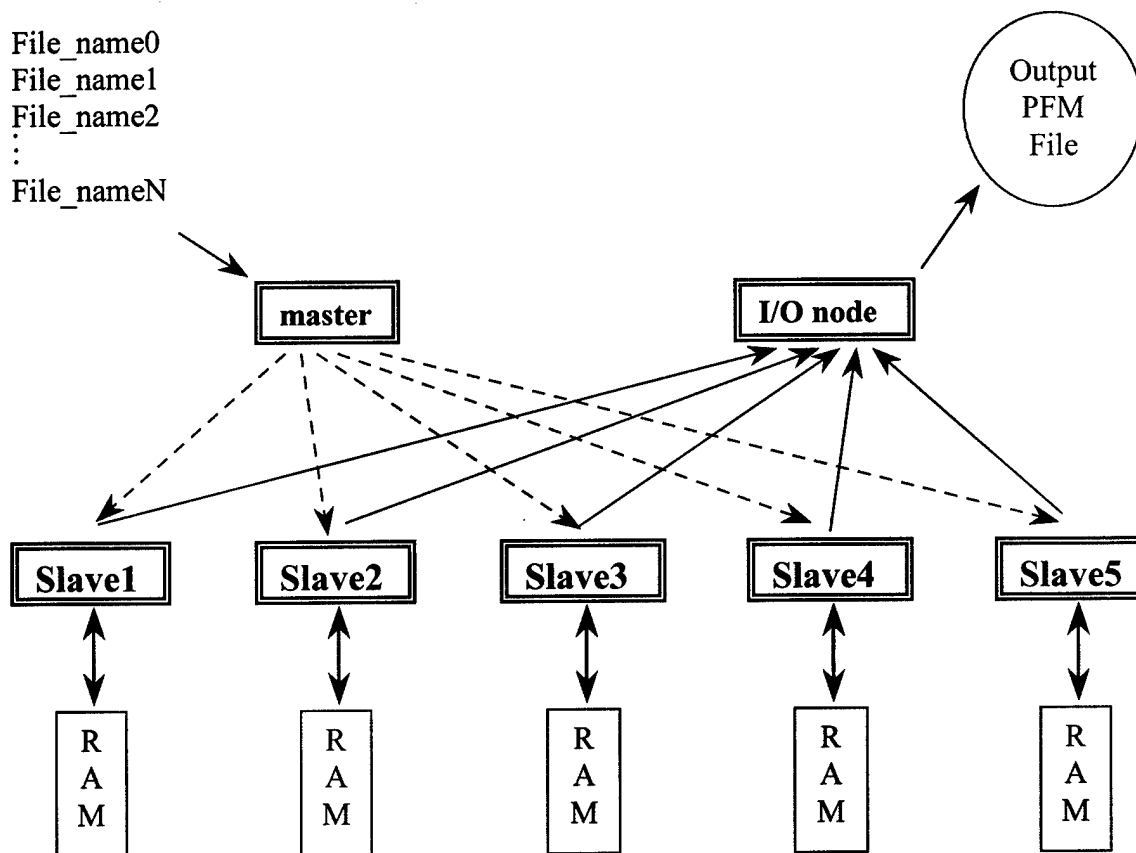 File_name0
File_name1
File_name2
⋮
File_nameN
Output
PFM
File
master
I/O node
Slave1
Slave2
Slave3
Slave4
Slave5
R
A
M
R
A
M
R
A
M
R
A
M
R
A
M